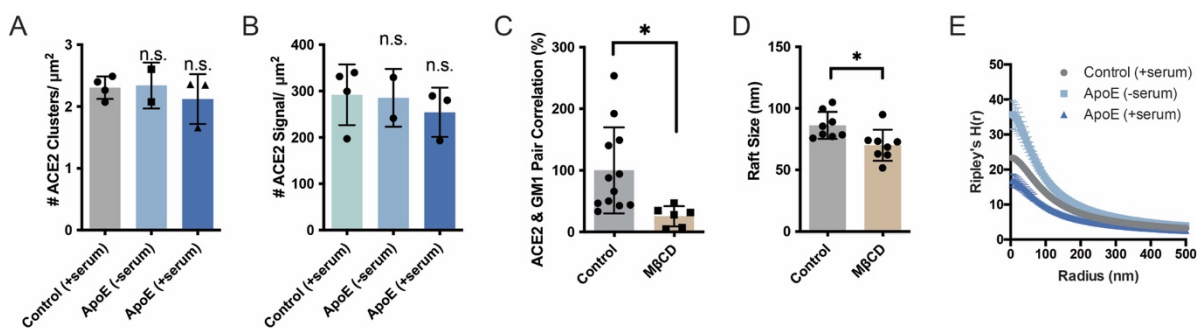 A
# ACE2 Clusters/ μm²
3
2
1
0
n.s.
n.s.
Control (+serum)
ApoE (-serum)
ApoE (+serum)
B
# ACE2 Signal/ μm²
400
300
200
100
0
n.s.
n.s.
Control (+serum)
ApoE (-serum)
ApoE (+serum)
C
ACE2 & GM1 Pair Correlation (%)
300
200
100
0
*
Control
MβCD
D
Raft Size (nm)
150
100
50
0
*
Control
MβCD
E
Control (+serum)
ApoE (-serum)
ApoE (+serum)
Ripley's H(r)
50
40
30
20
10
0
0 100 200 300 400 500
Radius (nm)